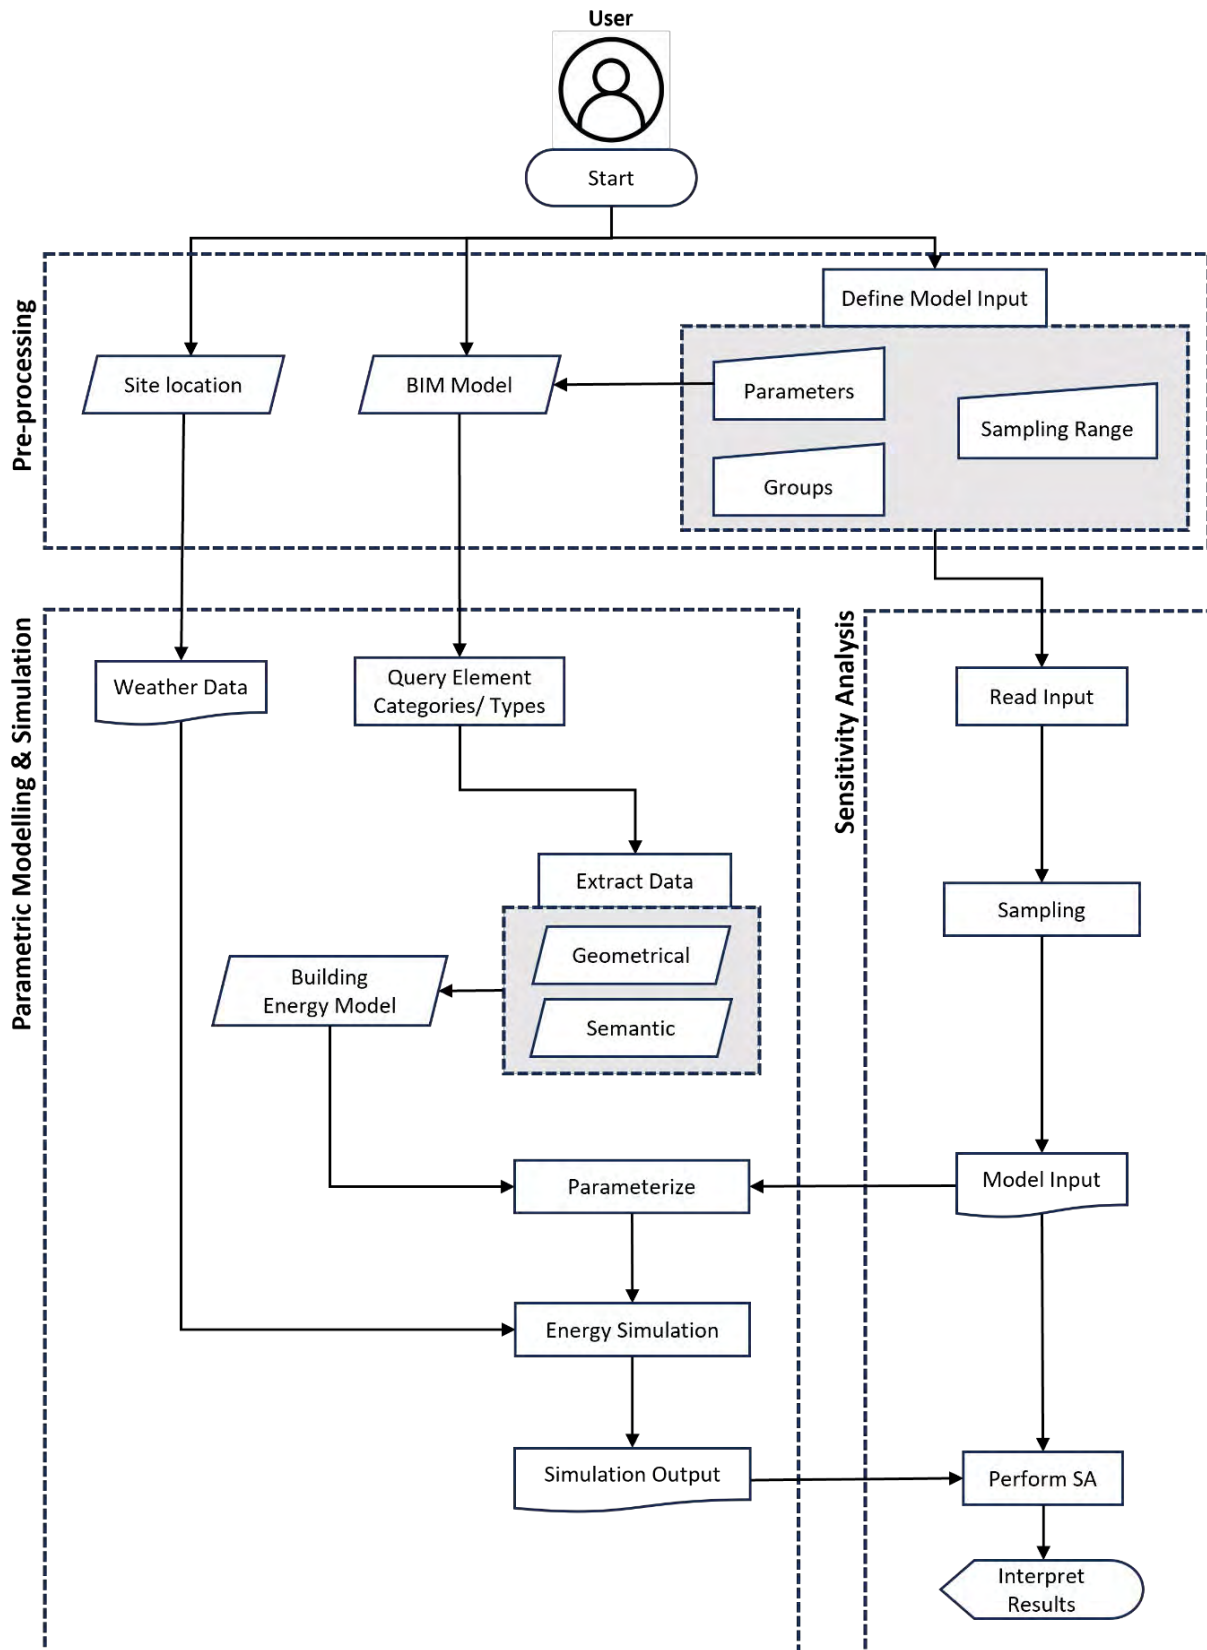 User
Start
Pre-processing
Define Model Input
Site location
BIM Model
Parameters
Sampling Range
Groups
Parametric Modelling & Simulation
Weather Data
Query Element
Categories/ Types
Extract Data
Geometrical
Semantic
Building
Energy Model
Parameterize
Energy Simulation
Simulation Output
Sensitivity Analysis
Read Input
Sampling
Model Input
Perform SA
Interpret
Results